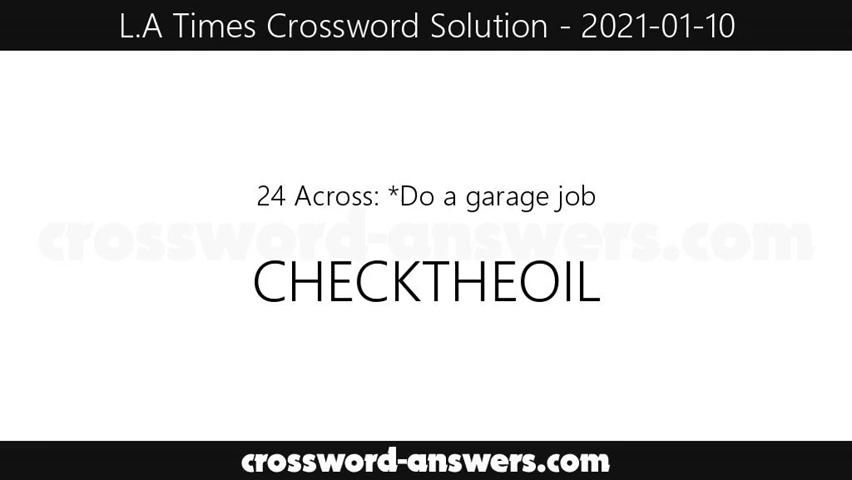 L.A Times Crossword Solution - 2021-01-10
24 Across: *Do a garage job
crossword-answers.com
CHECKTHEOIL
crossword-answers.com